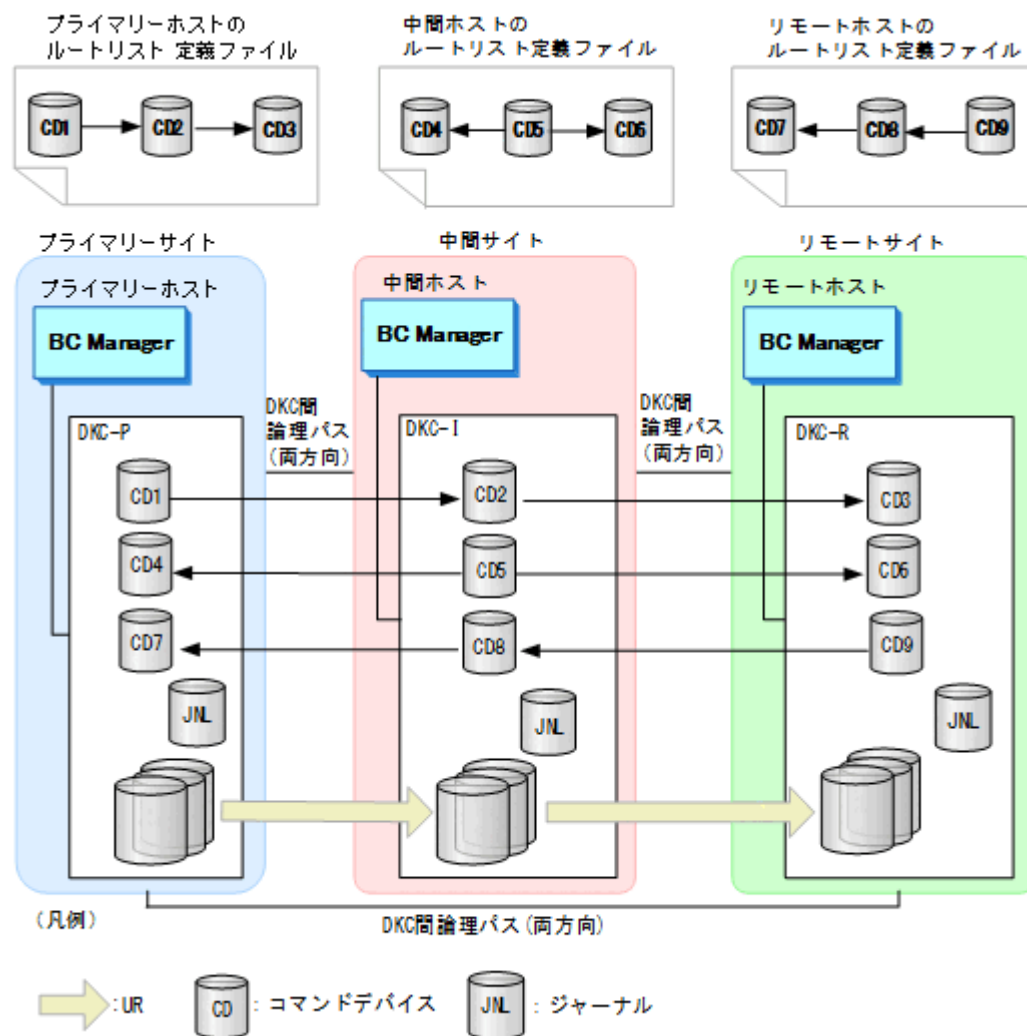 プライマリーホストの
ルートリスト 定義ファイル
中間ホストの
ルートリスト定義ファイル
リモートホストの
ルートリスト定義ファイル
CD1
CD2
CD3
CD4
CD5
CD6
CD7
CD8
CD9
プライマリーサイト
中間サイト
リモートサイト
プライマリーホスト
中間ホスト
リモートホスト
BC Manager
BC Manager
BC Manager
DKC間
論理パス
(両方向)
DKC間
論理パス
(両方向)
DKC-P
DKC-I
DKC-R
CD1
CD2
CD3
CD4
CD5
CD6
CD7
CD8
CD9
JNL
JNL
JNL
DKC間論理パス(両方向)
(凡例)
:UR
CD
: コマンドデバイス
JNL
: ジャーナル